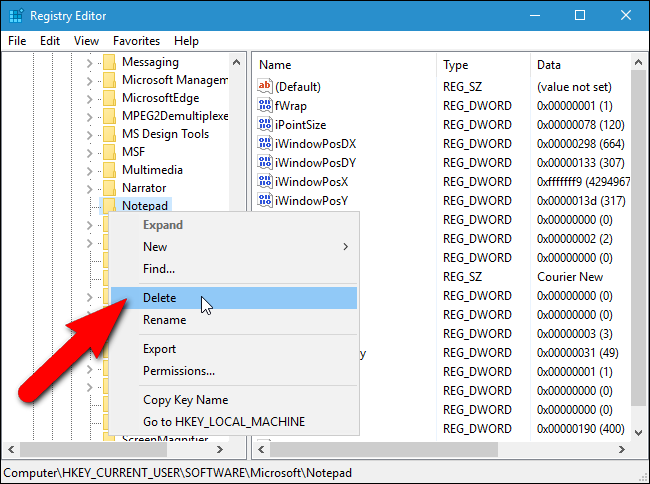 Registry Editor
File Edit View Favorites Help
Messaging
Microsoft Managem
MicrosoftEdge
MPEG2Demultiplexe
MS Design Tools
MSF
Multimedia
Narrator
Notepad
Expand
New
Find...
Delete
Rename
Export
Permissions...
Copy Key Name
Go to HKEY_LOCAL_MACHINE
ScreenMagnifier
Name Type Data
(Default) REG_SZ (value not set)
fWrap REG_DWORD 0x00000001 (1)
iPointSize REG_DWORD 0x00000078 (120)
iWindowPosDX REG_DWORD 0x00000298 (664)
iWindowPosDY REG_DWORD 0x00000133 (307)
iWindowPosX REG_DWORD 0xfffffff9 (4294967
iWindowPosY REG_DWORD 0x0000013d (317)
REG_DWORD 0x00000000 (0)
REG_DWORD 0x00000002 (2)
REG_DWORD 0x00000000 (0)
REG_SZ Courier New
REG_DWORD 0x00000000 (0)
REG_DWORD 0x00000000 (0)
REG_DWORD 0x00000003 (3)
y REG_DWORD 0x00000031 (49)
REG_DWORD 0x00000001 (1)
REG_DWORD 0x00000000 (0)
REG_DWORD 0x00000000 (0)
REG_DWORD 0x00000190 (400)
Computer\HKEY_CURRENT_USER\SOFTWARE\Microsoft\Notepad